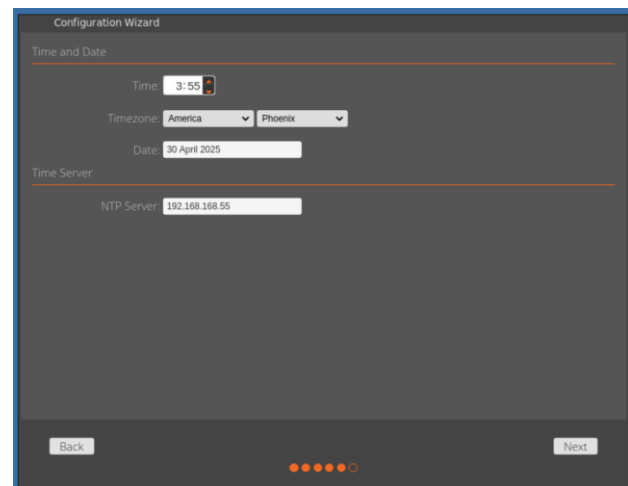 Configuration Wizard
Time and Date
Time: 3:55
Timezone: America Phoenix
Date: 30 April 2025
Time Server
NTP Server: 192.168.168.55
Back Next